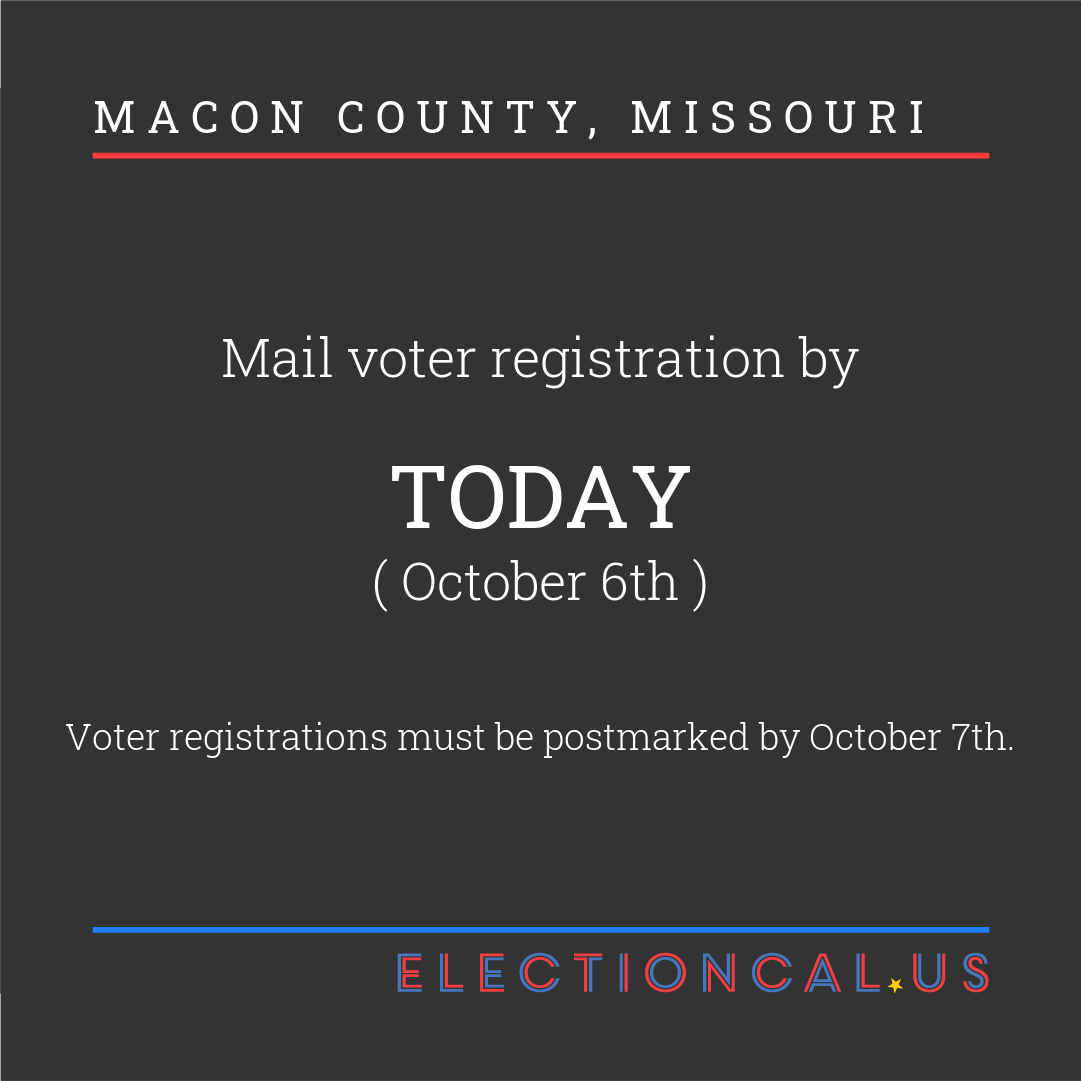 MACON COUNTY, MISSOURI
Mail voter registration by
TODAY
( October 6th )
Voter registrations must be postmarked by October 7th.
ELECTIONCAL.US